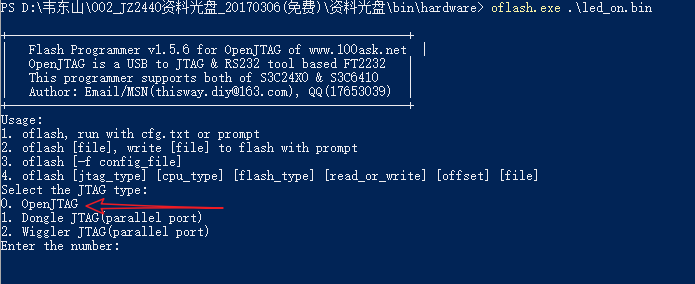 PS D:\韦东山\002_JZ2440资料光盘_20170306(免费)\资料光盘\bin\hardware> oflash.exe .\led_on.bin
+---------------------------------------------------------+
|   Flash Programmer v1.5.6 for OpenJTAG of www.100ask.net  |
|   OpenJTAG is a USB to JTAG & RS232 tool based FT2232   |
|   This programmer supports both of S3C24X0 & S3C6410    |
|   Author: Email/MSN(thisway.diy@163.com), QQ(17653039)  |
+---------------------------------------------------------+
Usage:
1. oflash, run with cfg.txt or prompt
2. oflash [file], write [file] to flash with prompt
3. oflash [-f config_file]
4. oflash [jtag_type] [cpu_type] [flash_type] [read_or_write] [offset] [file]
Select the JTAG type:
0. OpenJTAG
1. Dongle JTAG(parallel port)
2. Wiggler JTAG(parallel port)
Enter the number: